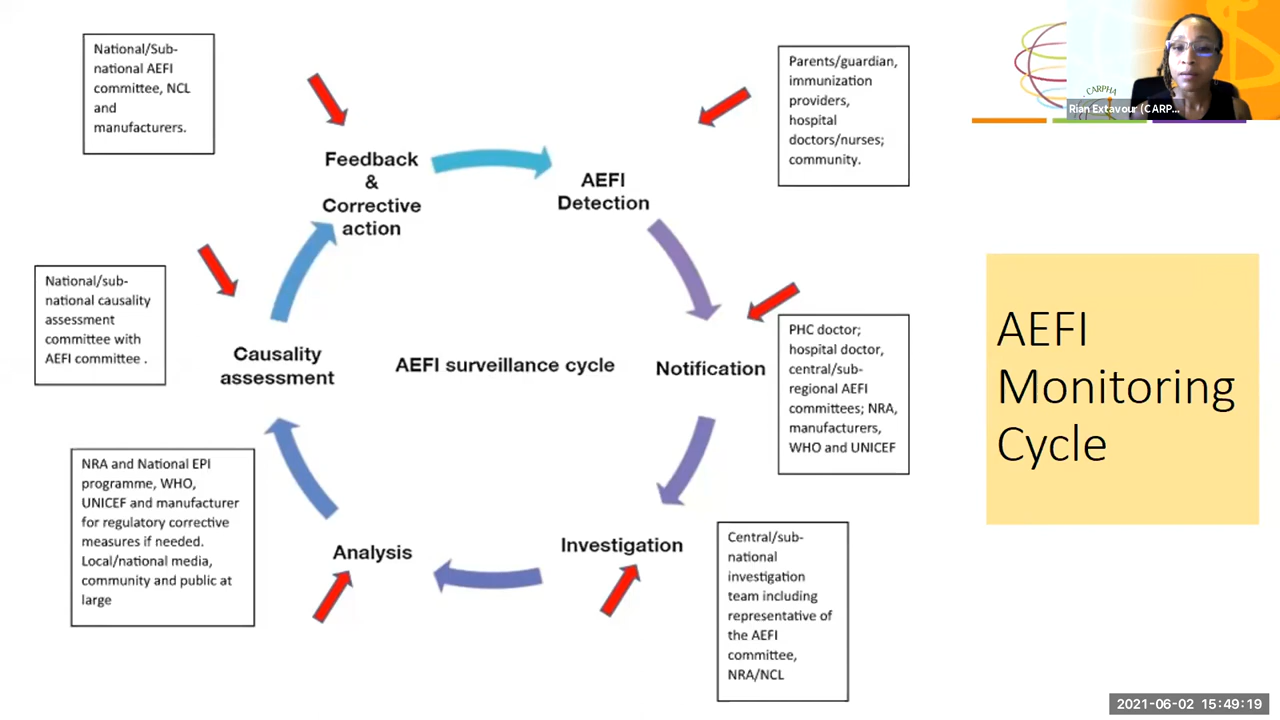 National/Sub-
national AEFI
committee, NCL
and
manufacturers.
Feedback
&
Corrective
action
AEFI
Detection
Parents/guardian,
immunization
providers,
hospital
doctors/nurses;
community.
CARPHA
Rian Extavour (CARP...
National/sub-
national causality
assessment
committee with
AEFI committee .
Causality
assessment
AEFI surveillance cycle
Notification
PHC doctor;
hospital doctor,
central/sub-
regional AEFI
committees; NRA,
manufacturers,
WHO and UNICEF
AEFI
Monitoring
Cycle
NRA and National EPI
programme, WHO,
UNICEF and manufacturer
for regulatory corrective
measures if needed.
Local/national media,
community and public at
large
Analysis
Investigation
Central/sub-
national
investigation
team including
representative of
the AEFI
committee,
NRA/NCL
2021-06-02 15:49:19